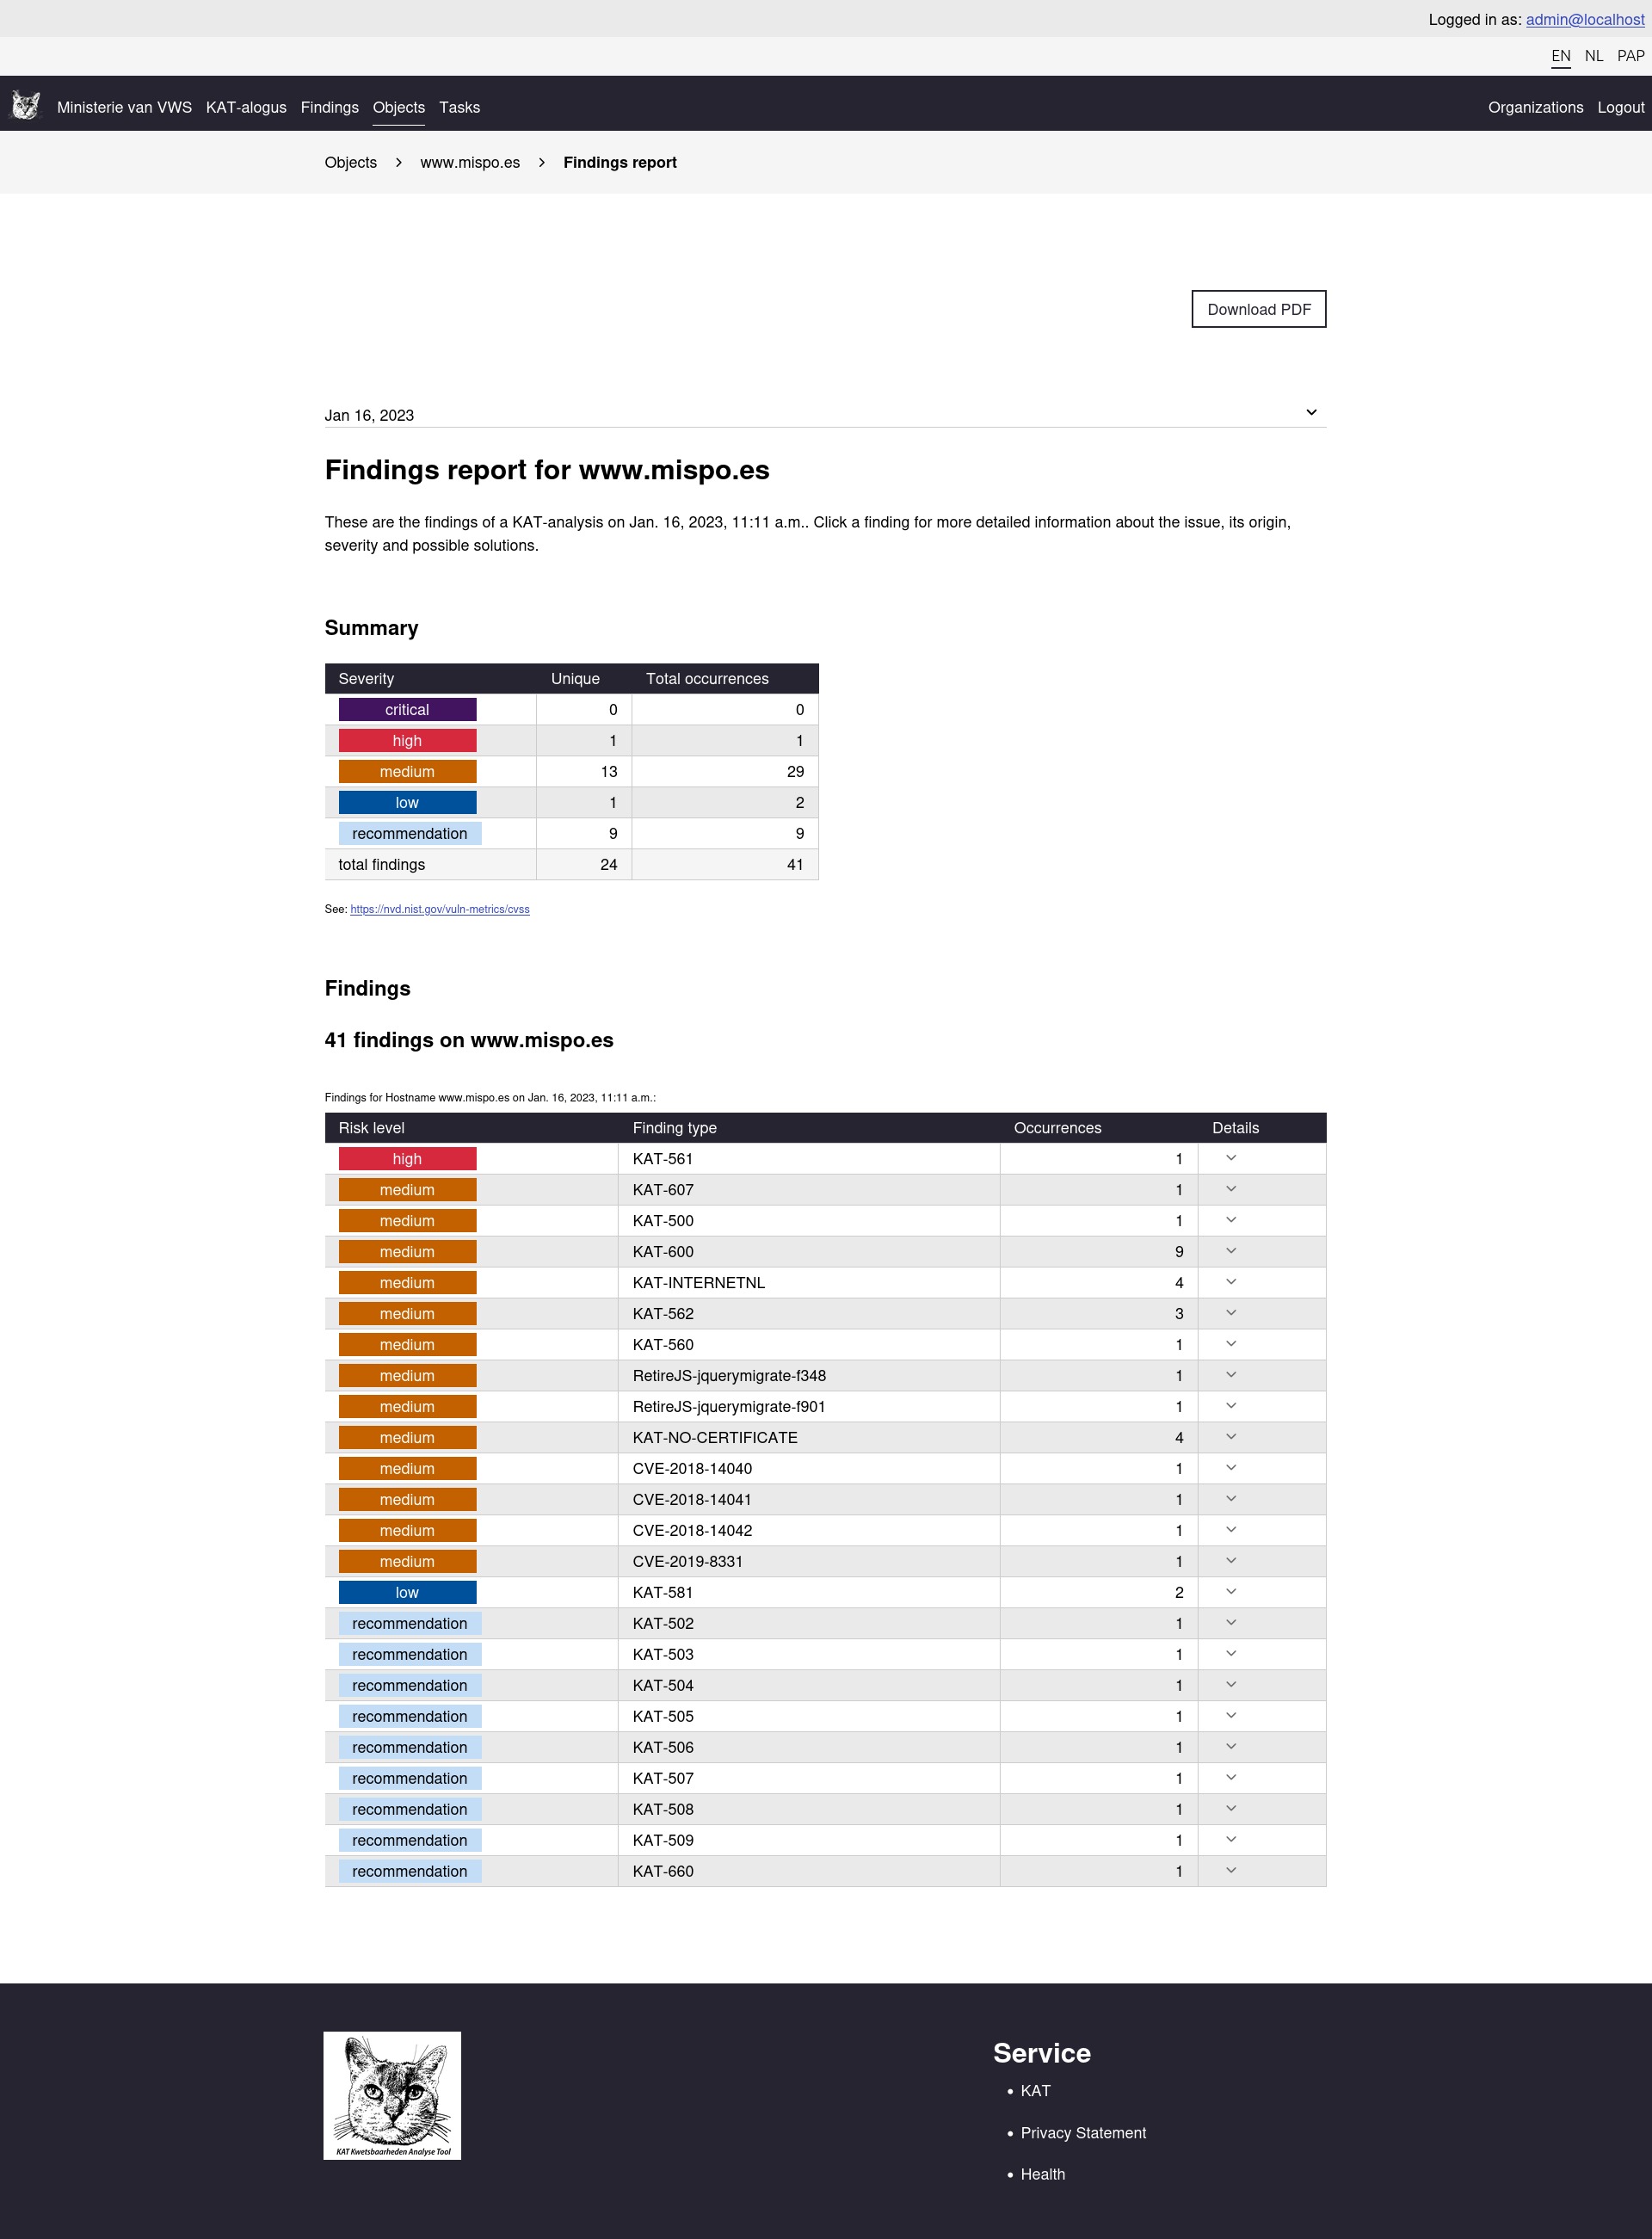 Logged in as: admin@localhost
EN NL PAP
Ministerie van VWS KAT-alogus Findings Objects Tasks Organizations Logout
Objects > www.mispo.es > Findings report
Download PDF
Jan 16, 2023
Findings report for www.mispo.es
These are the findings of a KAT-analysis on Jan. 16, 2023, 11:11 a.m.. Click a finding for more detailed information about the issue, its origin,
severity and possible solutions.
Summary
Severity Unique Total occurrences
critical 0 0
high 1 1
medium 13 29
low 1 2
recommendation 9 9
total findings 24 41
See: https://nvd.nist.gov/vuln-metrics/cvss
Findings
41 findings on www.mispo.es
Findings for Hostname www.mispo.es on Jan. 16, 2023, 11:11 a.m.:
Risk level Finding type Occurrences Details
high KAT-561 1
medium KAT-607 1
medium KAT-500 1
medium KAT-600 9
medium KAT-INTERNETNL 4
medium KAT-562 3
medium KAT-560 1
medium RetireJS-jquerymigrate-f348 1
medium RetireJS-jquerymigrate-f901 1
medium KAT-NO-CERTIFICATE 4
medium CVE-2018-14040 1
medium CVE-2018-14041 1
medium CVE-2018-14042 1
medium CVE-2019-8331 1
low KAT-581 2
recommendation KAT-502 1
recommendation KAT-503 1
recommendation KAT-504 1
recommendation KAT-505 1
recommendation KAT-506 1
recommendation KAT-507 1
recommendation KAT-508 1
recommendation KAT-509 1
recommendation KAT-660 1
KAT Kwetsbaarheden Analyse Tool
Service
• KAT
• Privacy Statement
• Health